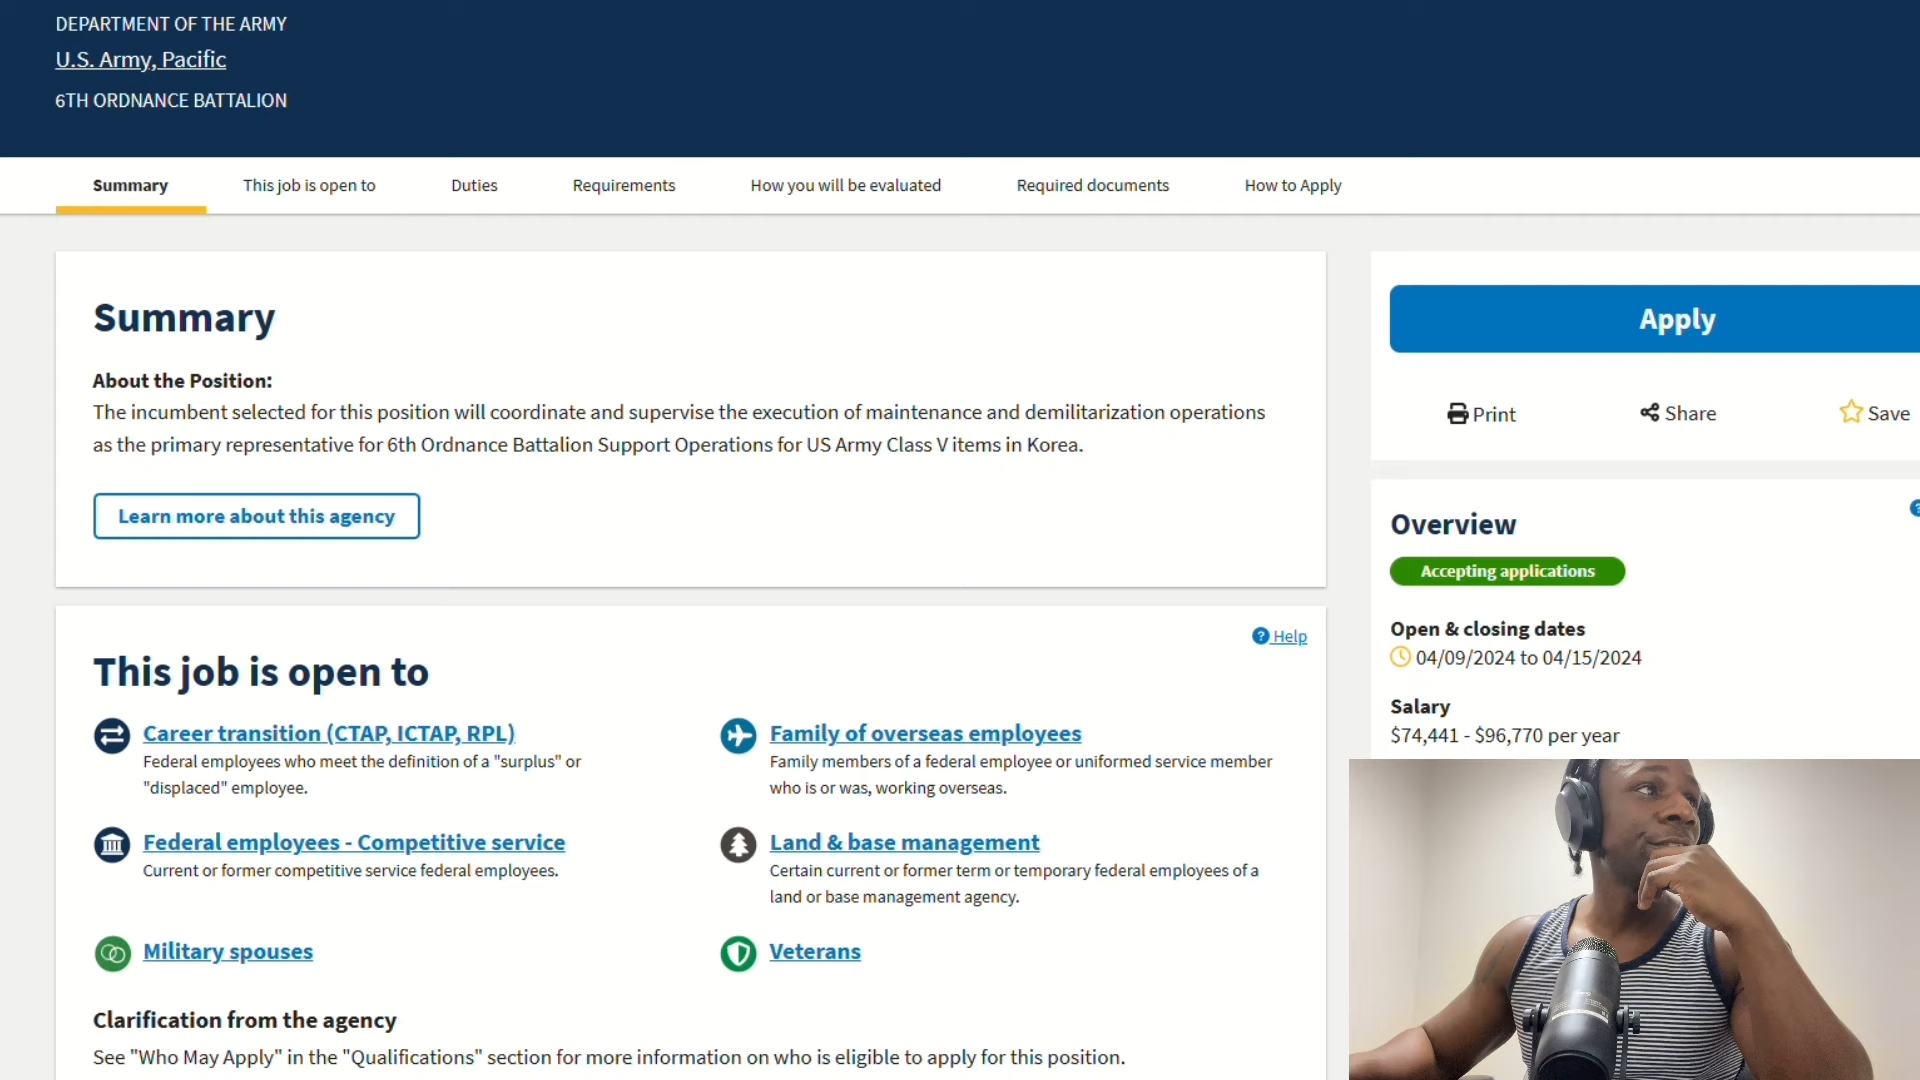 DEPARTMENT OF THE ARMY
U.S. Army, Pacific
6TH ORDNANCE BATTALION
Summary
This job is open to
Duties
Requirements
How you will be evaluated
Required documents
How to Apply
Summary
About the Position:
The incumbent selected for this position will coordinate and supervise the execution of maintenance and demilitarization operations
as the primary representative for 6th Ordnance Battalion Support Operations for US Army Class V items in Korea.
Learn more about this agency
Help
This job is open to
Career transition (CTAP, ICTAP, RPL)
Federal employees who meet the definition of a "surplus" or
"displaced" employee.
Family of overseas employees
Family members of a federal employee or uniformed service member
who is or was, working overseas.
Federal employees - Competitive service
Current or former competitive service federal employees.
Land & base management
Certain current or former term or temporary federal employees of a
land or base management agency.
Military spouses
Veterans
Clarification from the agency
See "Who May Apply" in the "Qualifications" section for more information on who is eligible to apply for this position.
Apply
Print
Share
Save
Overview
Accepting applications
Open & closing dates
04/09/2024 to 04/15/2024
Salary
$74,441 - $96,770 per year